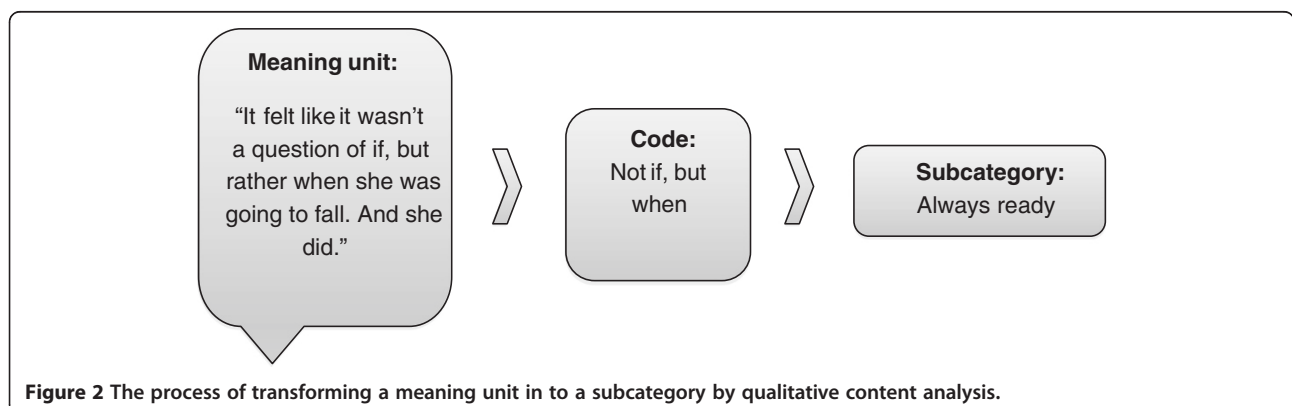 Meaning unit:
“It felt like it wasn’t
a question of if, but
rather when she was
going to fall. And she
did.”
Code:
Not if, but
when
Subcategory:
Always ready
Figure 2 The process of transforming a meaning unit in to a subcategory by qualitative content analysis.